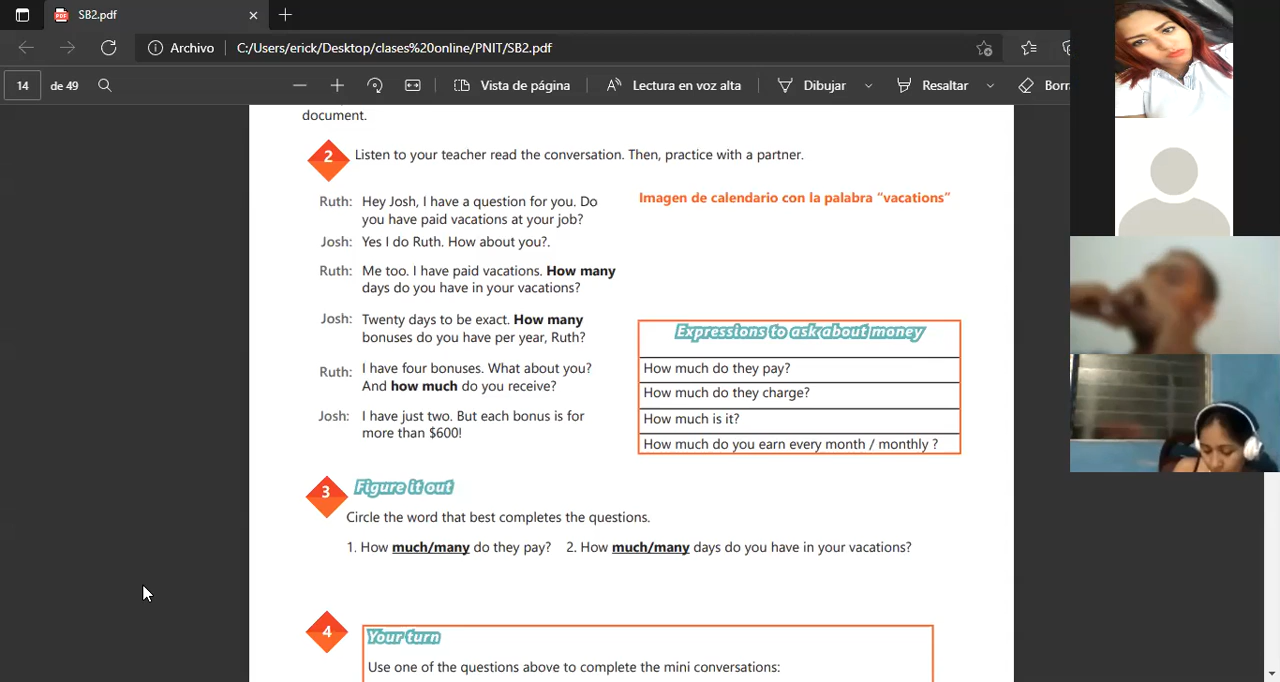 SB2.pdf
Archivo C:/Users/erick/Desktop/clases%20online/PNIT/SB2.pdf
14 de 49 Vista de página Lectura en voz alta Dibujar Resaltar Borra
document.
2 Listen to your teacher read the conversation. Then, practice with a partner.
Imagen de calendario con la palabra “vacations”
Ruth: Hey Josh, I have a question for you. Do
you have paid vacations at your job?
Josh: Yes I do Ruth. How about you?.
Ruth: Me too. I have paid vacations. How many
days do you have in your vacations?
Josh: Twenty days to be exact. How many
bonuses do you have per year, Ruth?
Ruth: I have four bonuses. What about you?
And how much do you receive?
Josh: I have just two. But each bonus is for
more than $600!
Expressions to ask about money
How much do they pay?
How much do they charge?
How much is it?
How much do you earn every month / monthly ?
3 Figure it out
Circle the word that best completes the questions.
1. How much/many do they pay? 2. How much/many days do you have in your vacations?
4 Your turn
Use one of the questions above to complete the mini conversations: